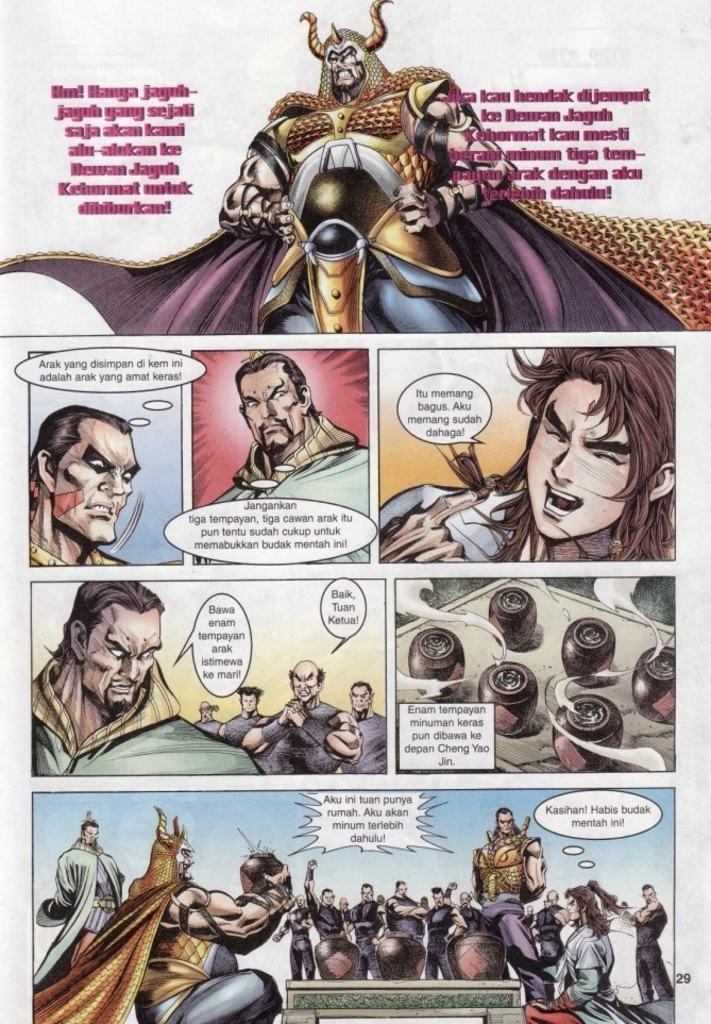 Hm! Hanya jaguh-
jaguh yang sejati
saja akan kami
alu-alukan ke
Dewan Jaguh
Kehormat untuk
dihiburkan!
Jika kau hendak dijemput
ke Dewan Jaguh
Kehormat kau mesti
berani minum tiga tem-
payan arak dengan aku
terlebih dahulu!
Arak yang disimpan di kem ini
adalah arak yang amat keras!
Jangankan
tiga tempayan, tiga cawan arak itu
pun tentu sudah cukup untuk
memabukkan budak mentah ini!
Itu memang
bagus. Aku
memang sudah
dahaga!
Bawa
enam
tempayan
arak
istimewa
ke mari!
Baik,
Tuan
Ketua!
Enam tempayan
minuman keras
pun dibawa ke
depan Cheng Yao
Jin.
Aku ini tuan punya
rumah. Aku akan
minum terlebih
dahulu!
Kasihan! Habis budak
mentah ini!
29